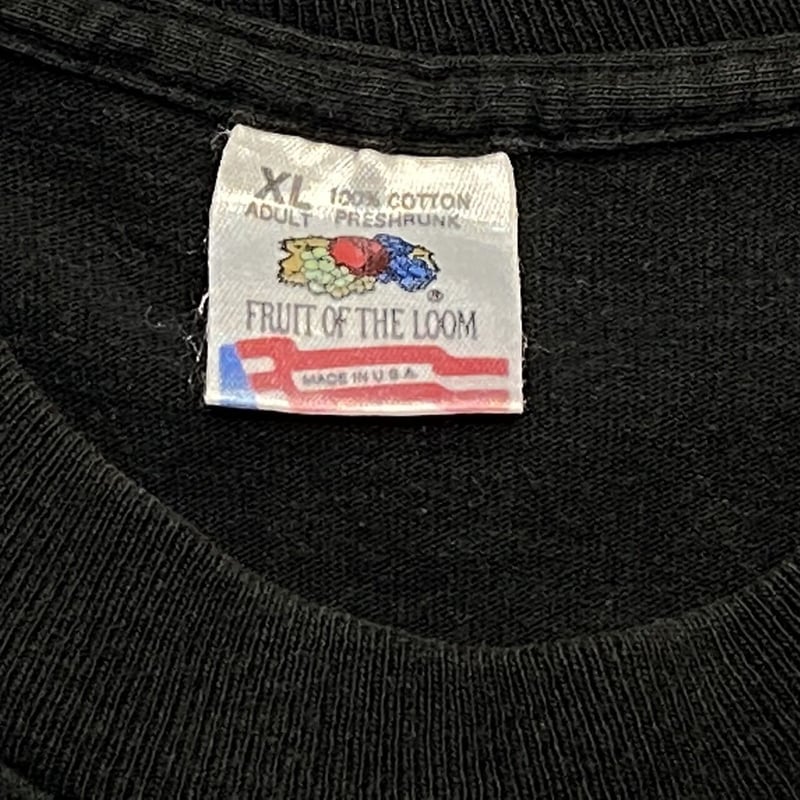 XL 100% COTTON
ADULT PRESHRUNK
®
FRUIT OF THE LOOM
MADE IN U.S.A.